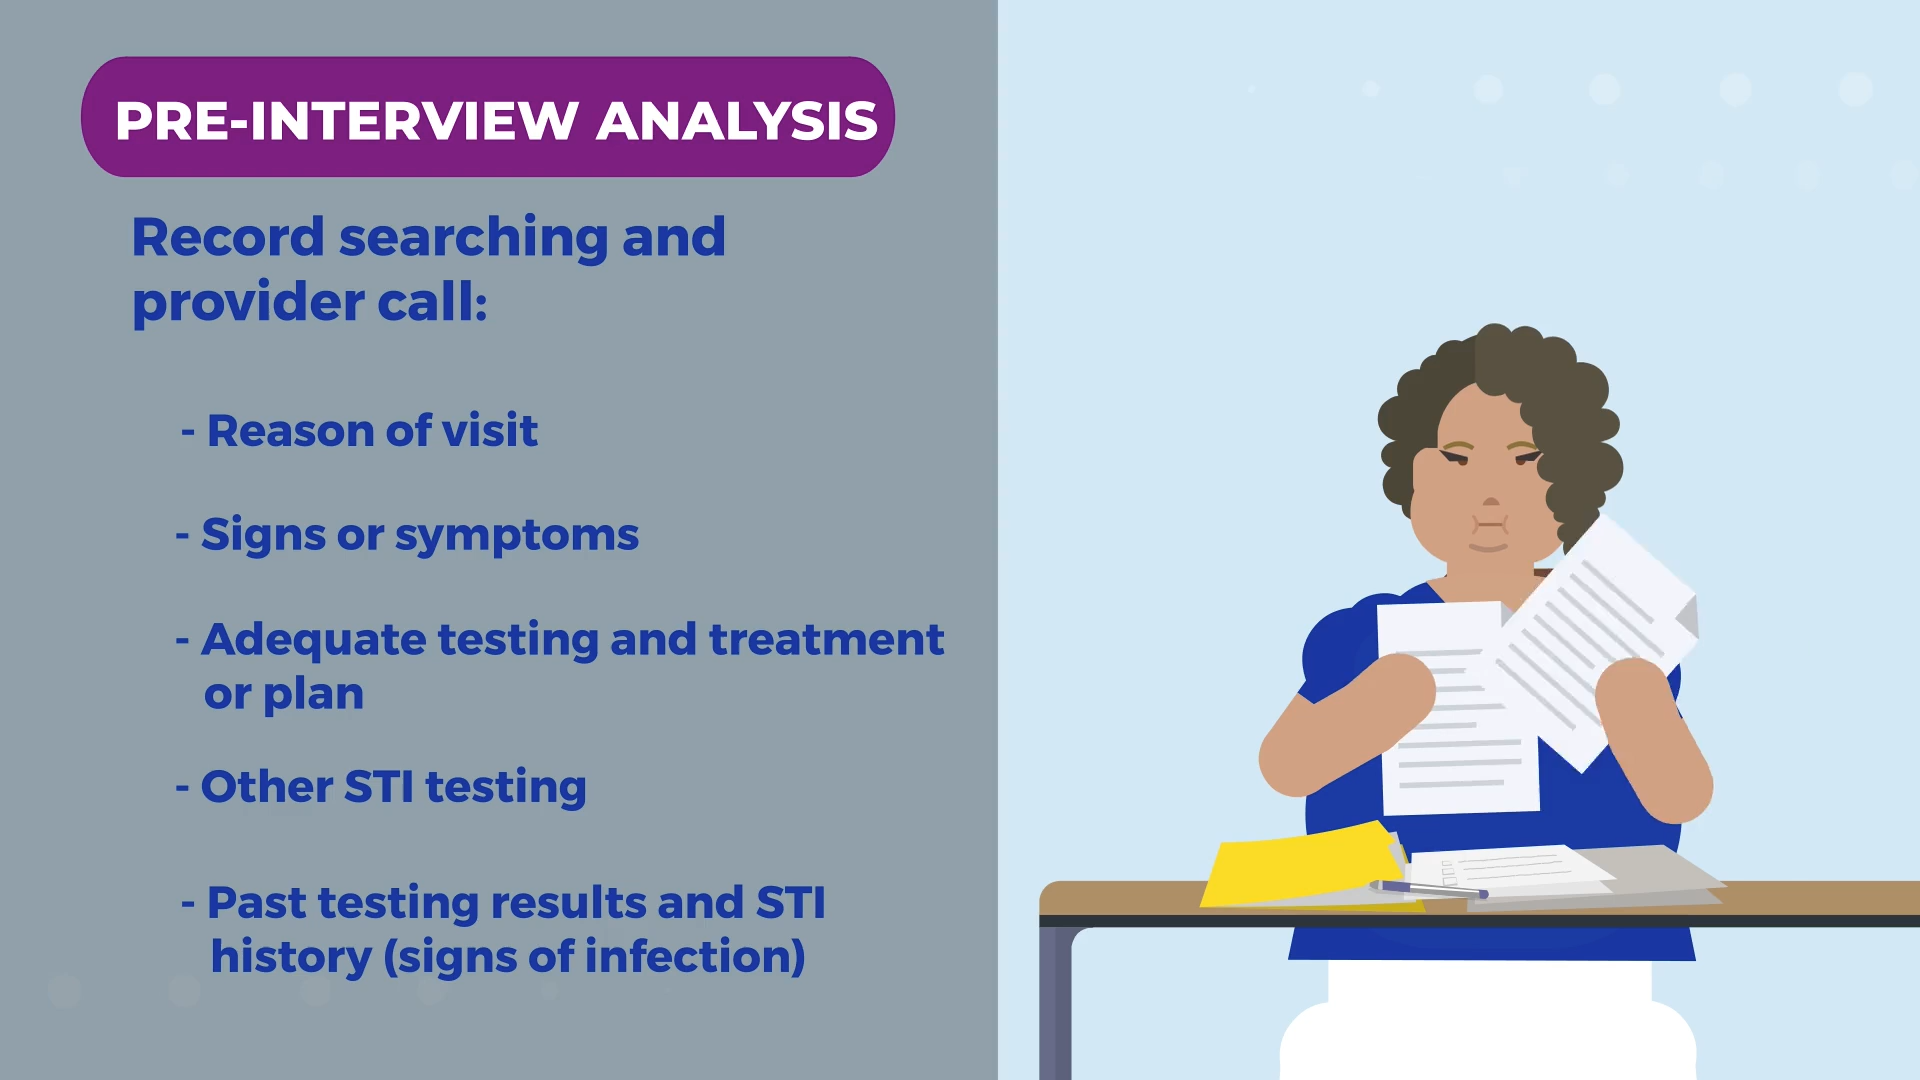 PRE-INTERVIEW ANALYSIS
Record searching and
provider call:
- Reason of visit
- Signs or symptoms
- Adequate testing and treatment
or plan
- Other STI testing
- Past testing results and STI
history (signs of infection)